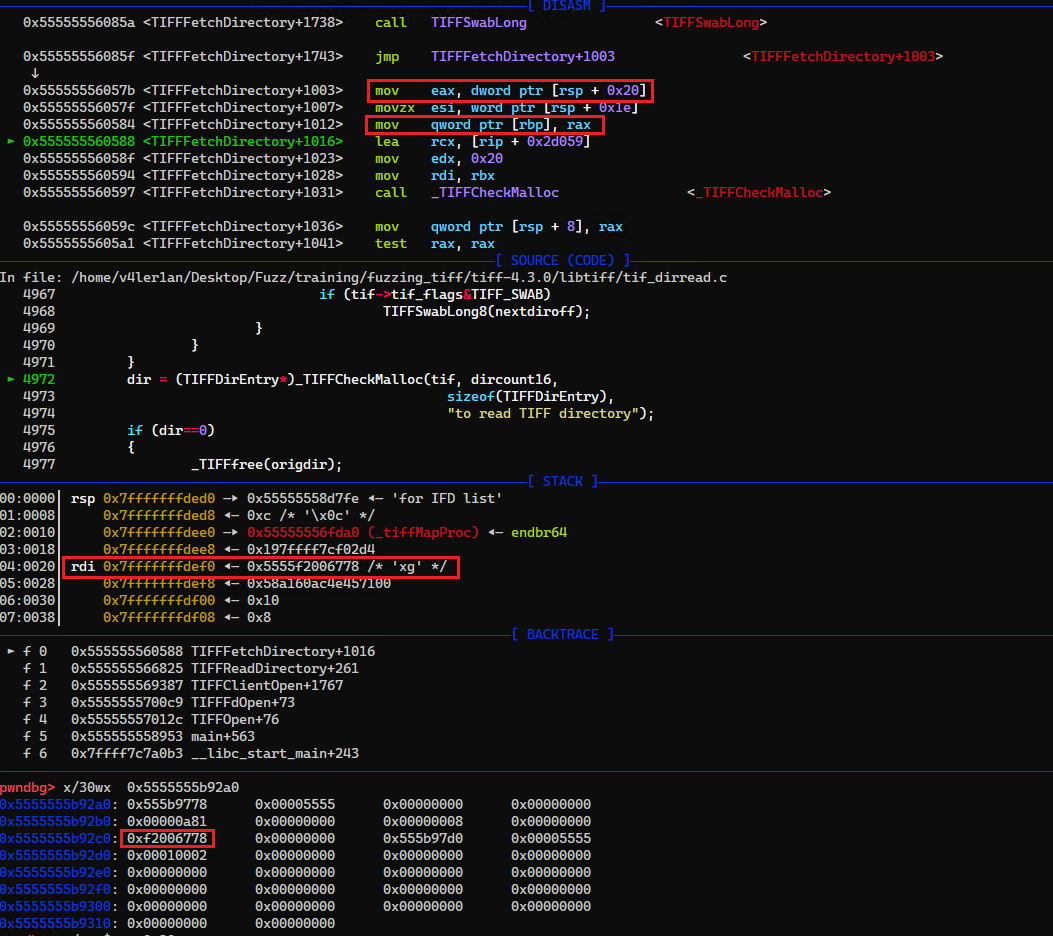 [ DISASM ]
0x55555556085a <TIFFFetchDirectory+1738> call TIFFSwabLong <TIFFSwabLong>
0x55555556085f <TIFFFetchDirectory+1743> jmp TIFFFetchDirectory+1003 <TIFFFetchDirectory+1003>
↓
0x55555556057b <TIFFFetchDirectory+1003> mov eax, dword ptr [rsp + 0x20]
0x55555556057f <TIFFFetchDirectory+1007> movzx esi, word ptr [rsp + 0x1e]
0x555555560584 <TIFFFetchDirectory+1012> mov qword ptr [rbp], rax
► 0x555555560588 <TIFFFetchDirectory+1016> lea rcx, [rip + 0x2d059]
0x55555556058f <TIFFFetchDirectory+1023> mov edx, 0x20
0x555555560594 <TIFFFetchDirectory+1028> mov rdi, rbx
0x555555560597 <TIFFFetchDirectory+1031> call _TIFFCheckMalloc <_TIFFCheckMalloc>
0x55555556059c <TIFFFetchDirectory+1036> mov qword ptr [rsp + 8], rax
0x5555555605a1 <TIFFFetchDirectory+1041> test rax, rax
[ SOURCE (CODE) ]
In file: /home/v4ler1an/Desktop/Fuzz/training/fuzzing_tiff/tiff-4.3.0/libtiff/tif_dirread.c
4967 if (tif->tif_flags&TIFF_SWAB)
4968 TIFFSwabLong8(nextdiroff);
4969 }
4970 }
4971 }
► 4972 dir = (TIFFDirEntry*)_TIFFCheckMalloc(tif, dircount16,
4973 sizeof(TIFFDirEntry),
4974 "to read TIFF directory");
4975 if (dir==0)
4976 {
4977 _TIFFfree(origdir);
[ STACK ]
00:0000│ rsp 0x7fffffffded0 —▸ 0x55555558d7fe ◂— 'for IFD list'
01:0008│ 0x7fffffffded8 ◂— 0xc /* '\x0c' */
02:0010│ 0x7fffffffdee0 —▸ 0x55555556fda0 (_tiffMapProc) ◂— endbr64
03:0018│ 0x7fffffffdee8 ◂— 0x197ffff7cf02d4
04:0020│ rdi 0x7fffffffdef0 ◂— 0x5555f2006778 /* 'xg' */
05:0028│ 0x7fffffffdef8 ◂— 0x58a160ac4e457100
06:0030│ 0x7fffffffdf00 ◂— 0x10
07:0038│ 0x7fffffffdf08 ◂— 0x8
[ BACKTRACE ]
► f 0 0x555555560588 TIFFFetchDirectory+1016
f 1 0x555555566825 TIFFReadDirectory+261
f 2 0x555555569387 TIFFClientOpen+1767
f 3 0x5555555700c9 TIFFFdOpen+73
f 4 0x55555557012c TIFFOpen+76
f 5 0x555555558953 main+563
f 6 0x7ffff7c7a0b3 __libc_start_main+243
pwndbg> x/30wx 0x5555555b92a0
0x5555555b92a0: 0x555b9778 0x00005555 0x00000000 0x00000000
0x5555555b92b0: 0x00000a81 0x00000000 0x00000008 0x00000000
0x5555555b92c0: 0xf2006778 0x00000000 0x555b97d0 0x00005555
0x5555555b92d0: 0x00010002 0x00000000 0x00000000 0x00000000
0x5555555b92e0: 0x00000000 0x00000000 0x00000000 0x00000000
0x5555555b92f0: 0x00000000 0x00000000 0x00000000 0x00000000
0x5555555b9300: 0x00000000 0x00000000 0x00000000 0x00000000
0x5555555b9310: 0x00000000 0x00000000